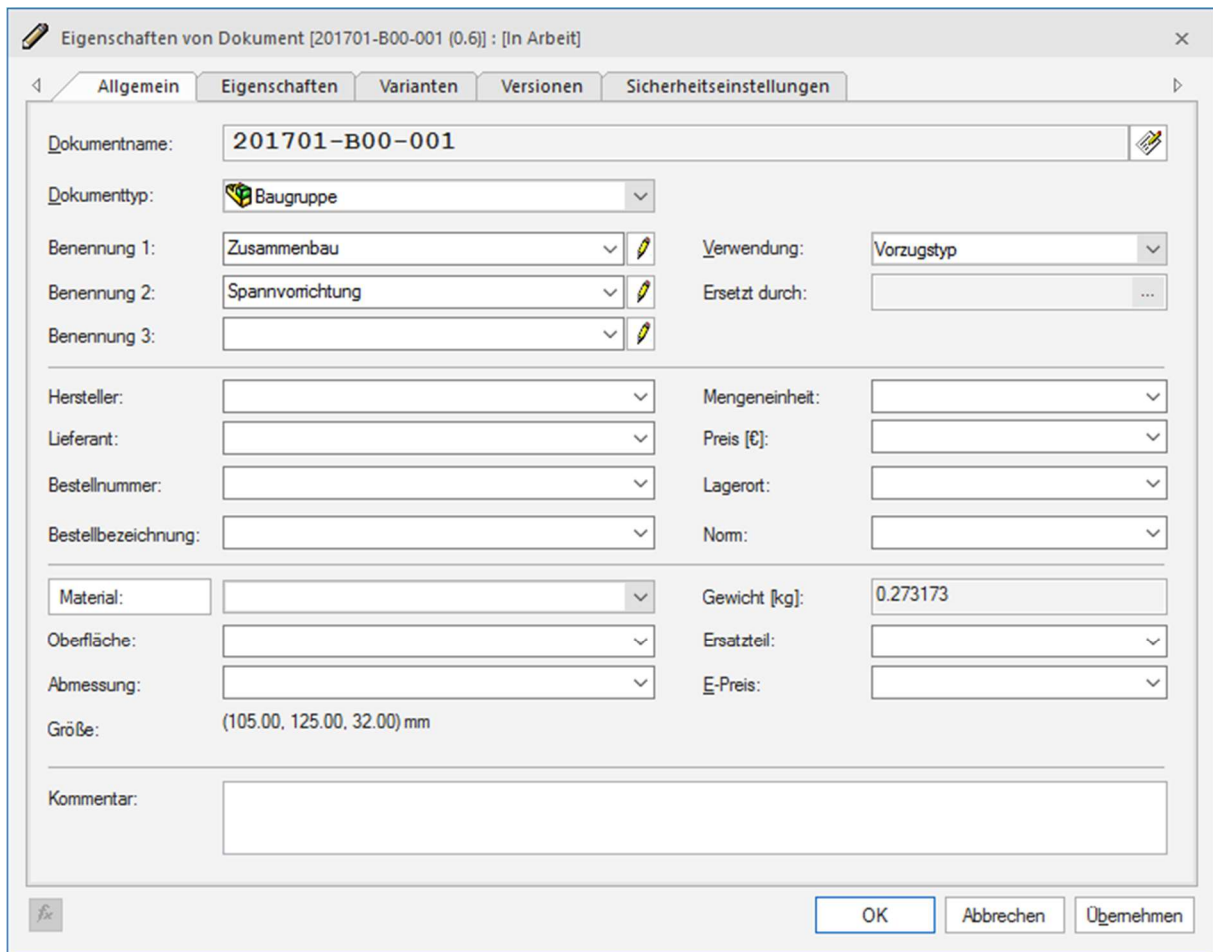 Eigenschaften von Dokument [201701-B00-001 (0.6)] : [In Arbeit]
Allgemein Eigenschaften Varianten Versionen Sicherheitseinstellungen
Dokumentname: 201701-B00-001
Dokumenttyp: Baugruppe
Benennung 1: Zusammenbau Verwendung: Vorzugstyp
Benennung 2: Spannvorrichtung Ersetzt durch: ...
Benennung 3:
Hersteller: Mengeneinheit:
Lieferant: Preis [€]:
Bestellnummer: Lagerort:
Bestellbezeichnung: Norm:
Material: Gewicht [kg]: 0.273173
Oberfläche: Ersatzteil:
Abmessung: E-Preis:
Größe: (105.00, 125.00, 32.00) mm
Kommentar:
fx OK Abbrechen Übernehmen